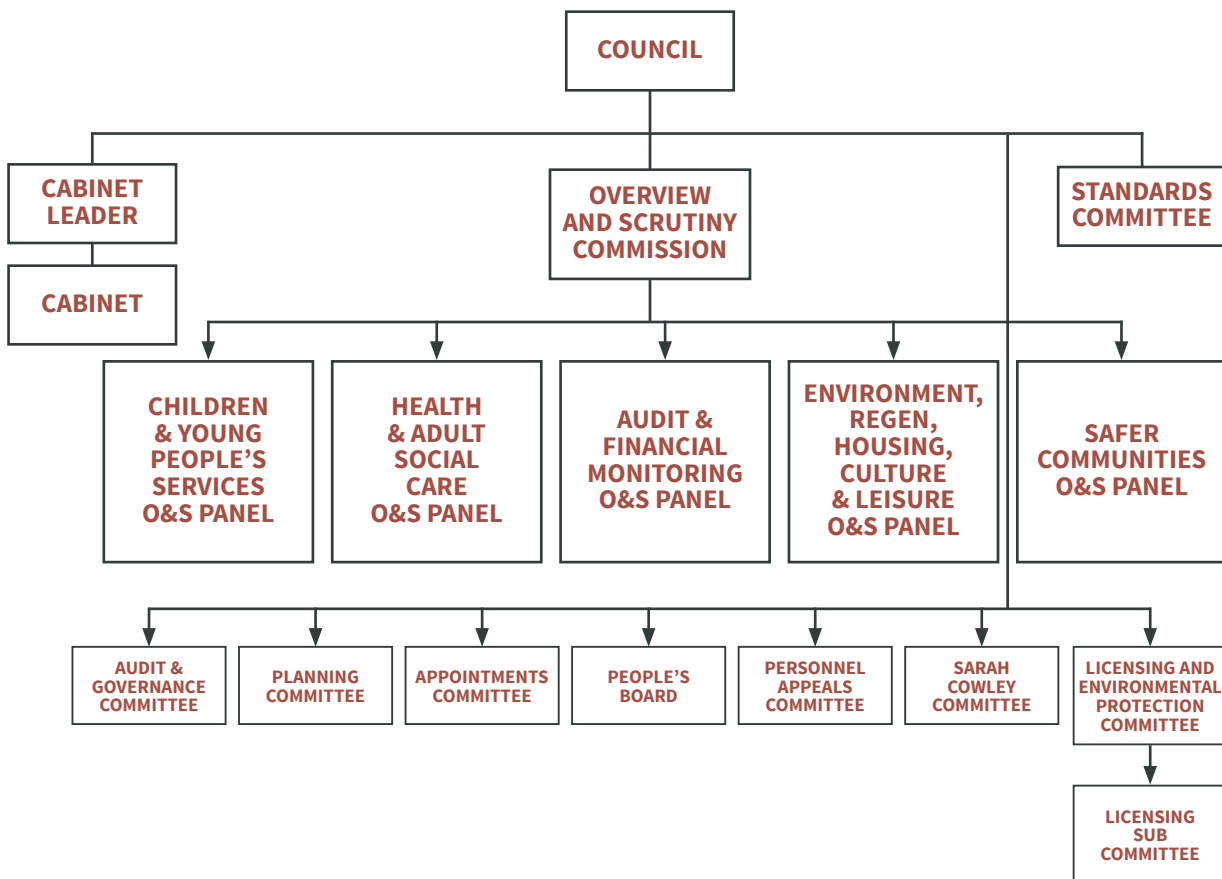 COUNCIL
CABINET
LEADER
OVERVIEW
AND SCRUTINY
COMMISSION
STANDARDS
COMMITTEE
CABINET
CHILDREN
& YOUNG
PEOPLE’S
SERVICES
O&S PANEL
HEALTH
& ADULT
SOCIAL
CARE
O&S PANEL
AUDIT &
FINANCIAL
MONITORING
O&S PANEL
ENVIRONMENT,
REGEN,
HOUSING,
CULTURE
& LEISURE
O&S PANEL
SAFER
COMMUNITIES
O&S PANEL
AUDIT &
GOVERNANCE
COMMITTEE
PLANNING
COMMITTEE
APPOINTMENTS
COMMITTEE
PEOPLE’S
BOARD
PERSONNEL
APPEALS
COMMITTEE
SARAH
COWLEY
COMMITTEE
LICENSING AND
ENVIRONMENTAL
PROTECTION
COMMITTEE
LICENSING
SUB
COMMITTEE